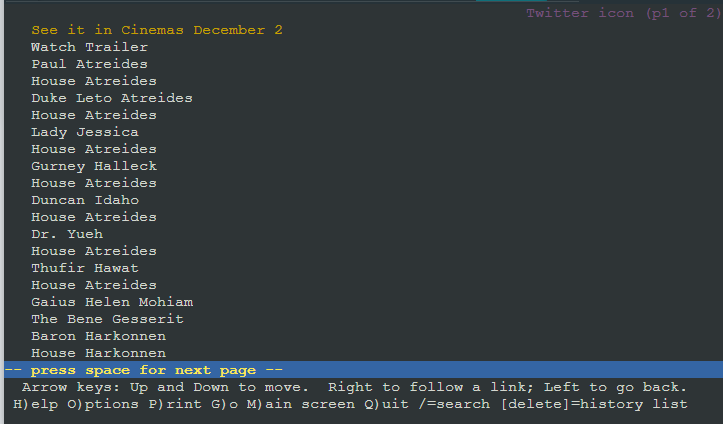 Twitter icon (p1 of 2)
See it in Cinemas December 2
Watch Trailer
Paul Atreides
House Atreides
Duke Leto Atreides
House Atreides
Lady Jessica
House Atreides
Gurney Halleck
House Atreides
Duncan Idaho
House Atreides
Dr. Yueh
House Atreides
Thufir Hawat
House Atreides
Gaius Helen Mohiam
The Bene Gesserit
Baron Harkonnen
House Harkonnen
-- press space for next page --
Arrow keys: Up and Down to move.  Right to follow a link; Left to go back.
H)elp O)ptions P)rint G)o M)ain screen Q)uit /=search [delete]=history list